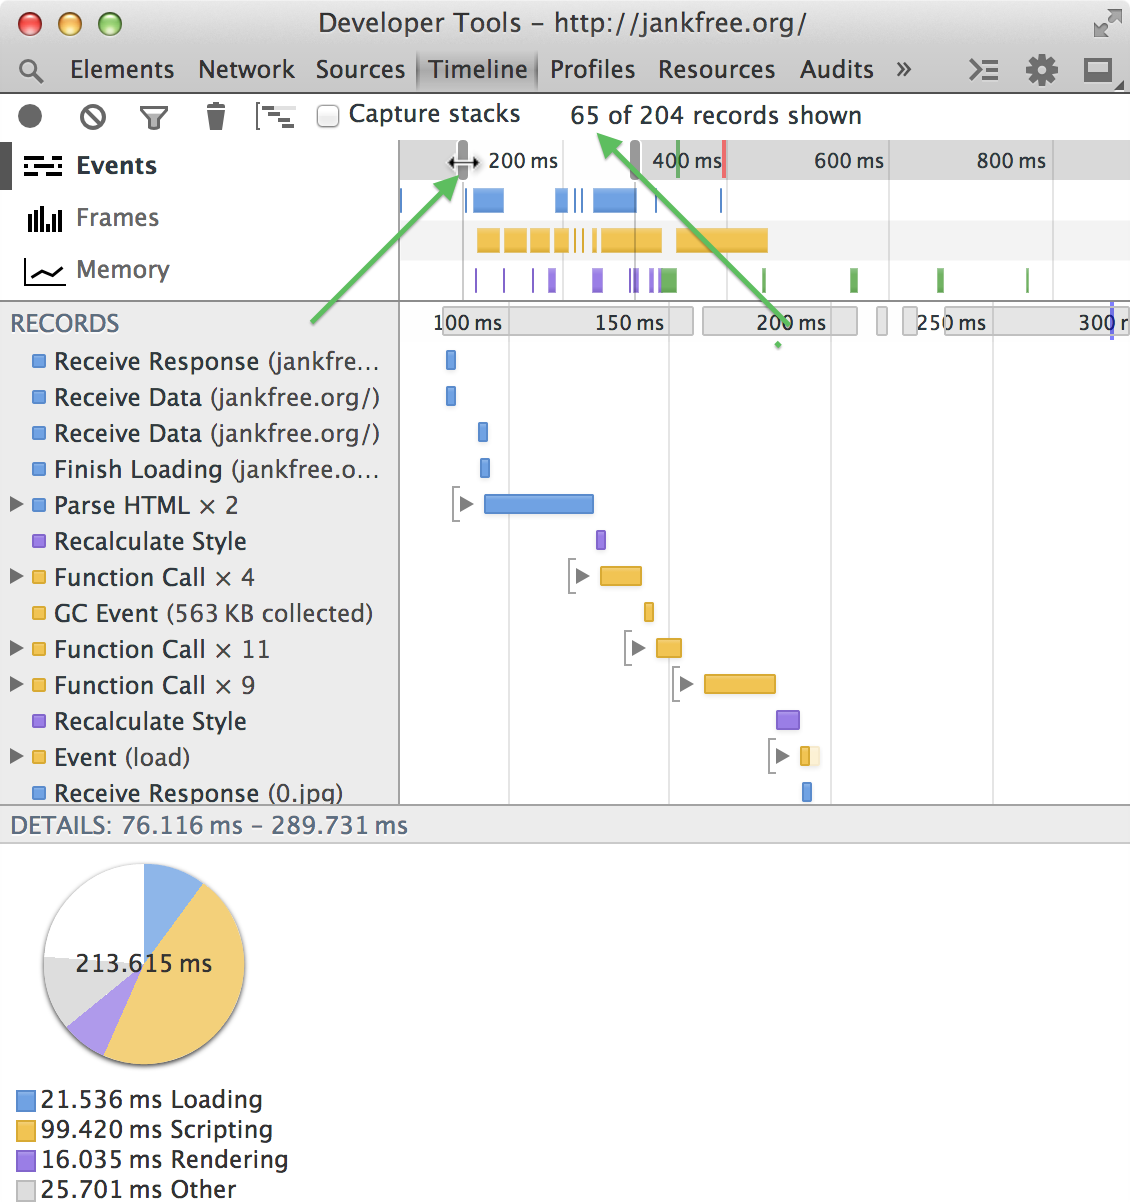 Developer Tools – http://jankfree.org/
Elements Network Sources Timeline Profiles Resources Audits »
Capture stacks 65 of 204 records shown
200 ms 400 ms 600 ms 800 ms
Events
Frames
Memory
RECORDS 100 ms 150 ms 200 ms 250 ms 300 r
Receive Response (jankfre...
Receive Data (jankfree.org/)
Receive Data (jankfree.org/)
Finish Loading (jankfree.o...
Parse HTML × 2
Recalculate Style
Function Call × 4
GC Event (563 KB collected)
Function Call × 11
Function Call × 9
Recalculate Style
Event (load)
Receive Response (0.jpg)
DETAILS: 76.116 ms – 289.731 ms
213.615 ms
21.536 ms Loading
99.420 ms Scripting
16.035 ms Rendering
25.701 ms Other